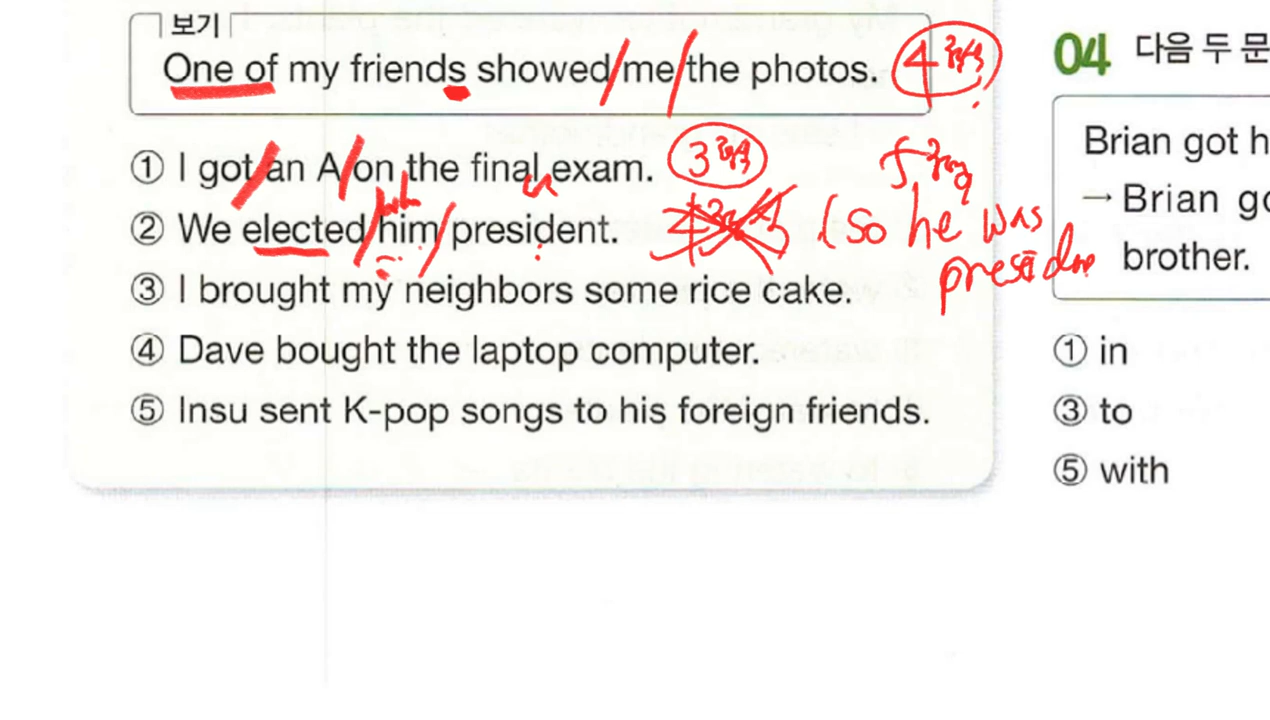 보기
One of my friends showed me the photos. 4형식
① I got an A on the final exam. 3형식
② We elected him president. (so he was
president
③ I brought my neighbors some rice cake.
④ Dave bought the laptop computer.
⑤ Insu sent K-pop songs to his foreign friends.
04 다음 두 문
Brian got h
→ Brian go
brother.
① in
③ to
⑤ with